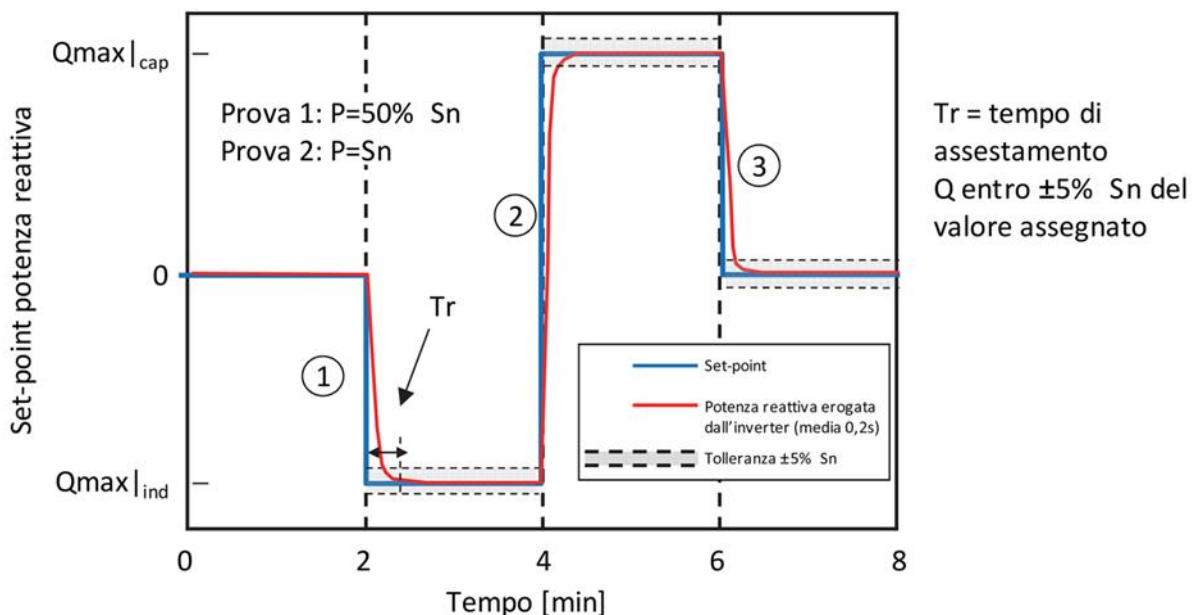 Set-point potenza reattiva
Qmax|cap
0
Qmax|ind
Prova 1: P=50% Sn
Prova 2: P=Sn
1
2
3
Tr
Set-point
Potenza reattiva erogata
dall'inverter (media 0,2s)
Tolleranza ±5% Sn
0
2
4
6
8
Tempo [min]
Tr = tempo di
assestamento
Q entro ±5% Sn del
valore assegnato